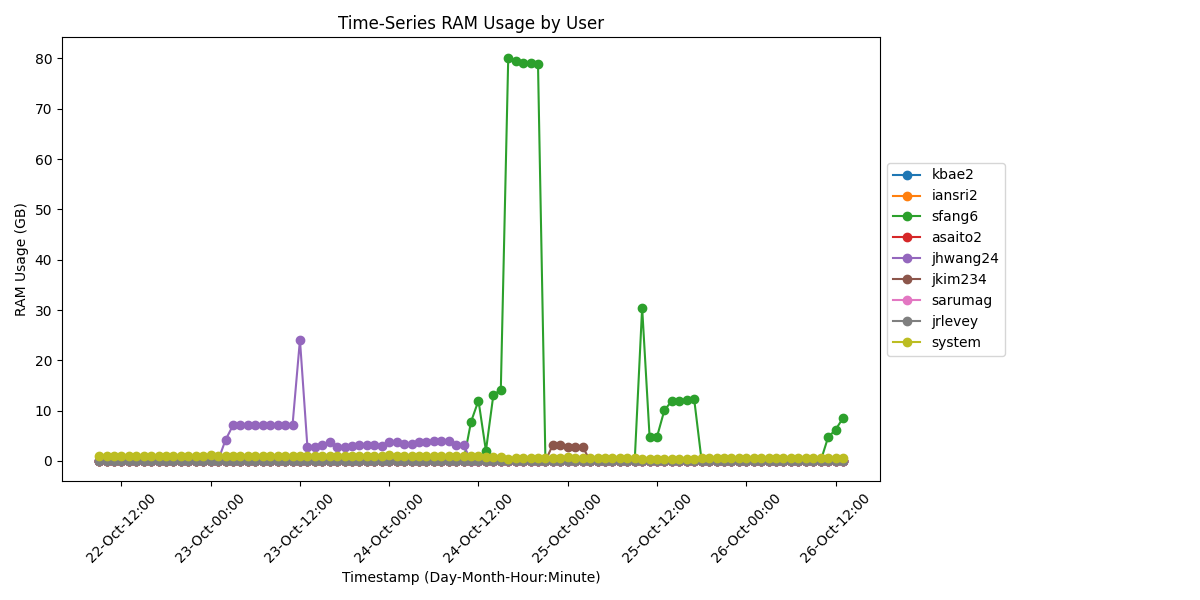 Time-Series RAM Usage by User
80
70
60
50
40
30
20
10
0
RAM Usage (GB)
22-Oct-12:00
23-Oct-00:00
23-Oct-12:00
24-Oct-00:00
24-Oct-12:00
25-Oct-00:00
25-Oct-12:00
26-Oct-00:00
26-Oct-12:00
Timestamp (Day-Month-Hour:Minute)
kbae2
iansri2
sfang6
asaito2
jhwang24
jkim234
sarumag
jrlevey
system